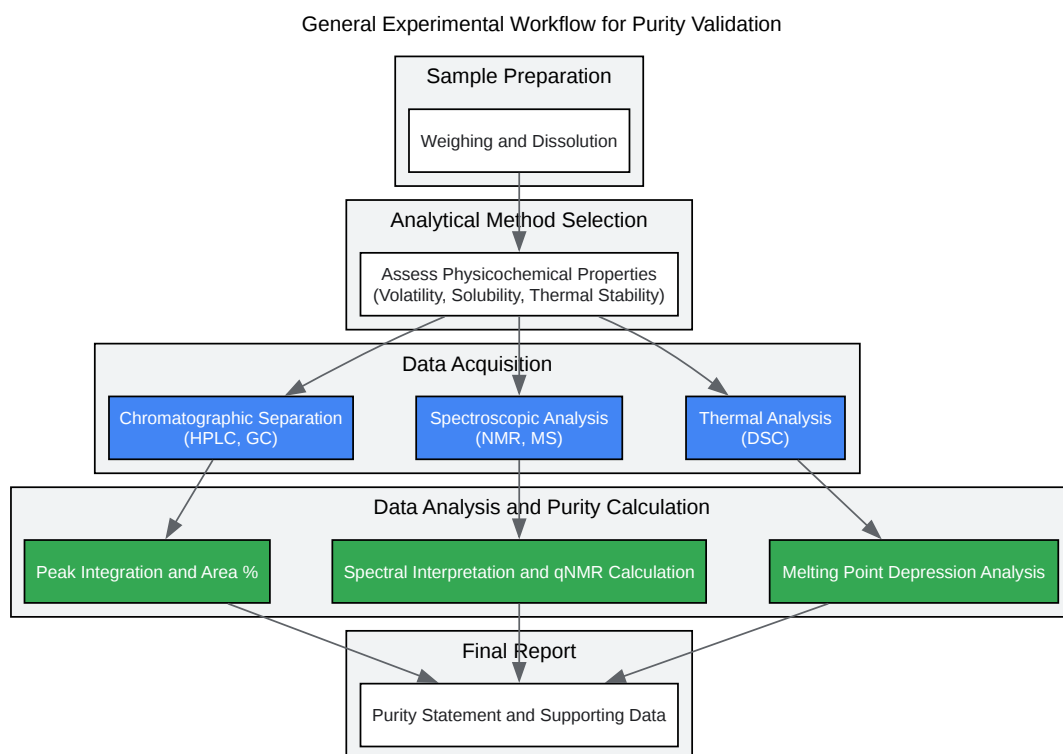 General Experimental Workflow for Purity Validation
Sample Preparation
Weighing and Dissolution
Analytical Method Selection
Assess Physicochemical Properties
(Volatility, Solubility, Thermal Stability)
Data Acquisition
Chromatographic Separation
(HPLC, GC)
Spectroscopic Analysis
(NMR, MS)
Thermal Analysis
(DSC)
Data Analysis and Purity Calculation
Peak Integration and Area %
Spectral Interpretation and qNMR Calculation
Melting Point Depression Analysis
Final Report
Purity Statement and Supporting Data